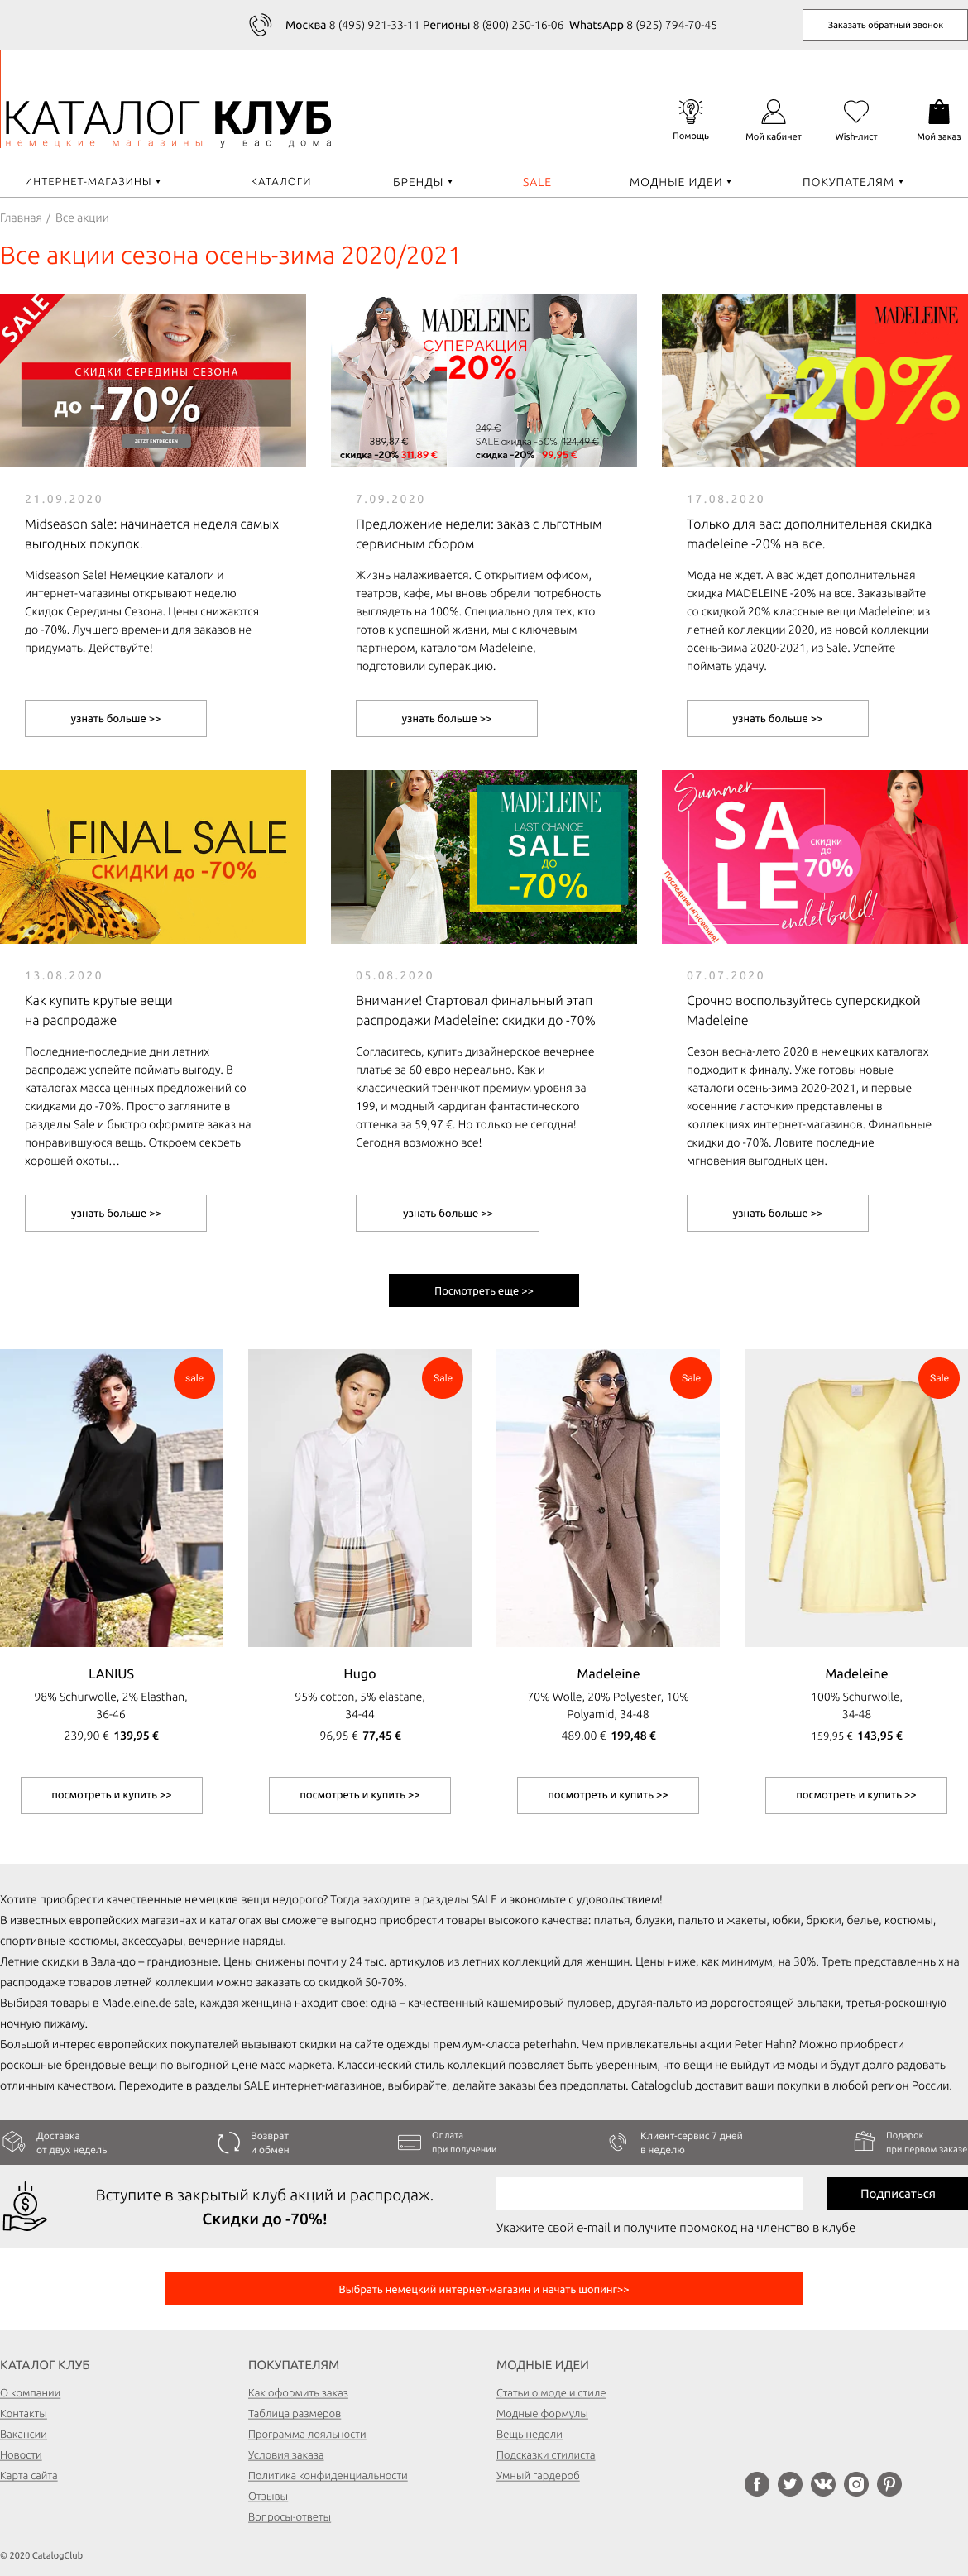 Москва 8 (495) 921-33-11 Регионы 8 (800) 250-16-06 WhatsApp 8 (925) 794-70-45
Заказать обратный звонок
КАТАЛОГ КЛУБ
немецкие магазины у вас дома
Помощь
Мой кабинет
Wish-лист
Мой заказ
ИНТЕРНЕТ-МАГАЗИНЫ ▾
КАТАЛОГИ
БРЕНДЫ ▾
SALE
МОДНЫЕ ИДЕИ ▾
ПОКУПАТЕЛЯМ ▾
Главная / Все акции
Все акции сезона осень-зима 2020/2021
SALE
СКИДКИ СЕРЕДИНЫ СЕЗОНА
до -70%
JETZT ENTDECKEN
MADELEINE
СУПЕРАКЦИЯ
-20%
389,87 €
скидка -20% 311,89 €
249 €
SALE скидка -50% 124,49 €
скидка -20% 99,95 €
MADELEINE
-20%
21.09.2020
Midseason sale: начинается неделя самых
выгодных покупок.
Midseason Sale! Немецкие каталоги и
интернет-магазины открывают неделю
Скидок Середины Сезона. Цены снижаются
до -70%. Лучшего времени для заказов не
придумать. Действуйте!
узнать больше >>
7.09.2020
Предложение недели: заказ с льготным
сервисным сбором
Жизнь налаживается. С открытием офисом,
театров, кафе, мы вновь обрели потребность
выглядеть на 100%. Специально для тех, кто
готов к успешной жизни, мы с ключевым
партнером, каталогом Madeleine,
подготовили суперакцию.
узнать больше >>
17.08.2020
Только для вас: дополнительная скидка
madeleine -20% на все.
Мода не ждет. А вас ждет дополнительная
скидка MADELEINE -20% на все. Заказывайте
со скидкой 20% классные вещи Madeleine: из
летней коллекции 2020, из новой коллекции
осень-зима 2020-2021, из Sale. Успейте
поймать удачу.
узнать больше >>
FINAL SALE
СКИДКИ до -70%
MADELEINE
LAST CHANCE
SALE
ДО
-70%
Summer
SA
LE
СКИДКИ
ДО
70%
endet bald!
Последние мгновения!
13.08.2020
Как купить крутые вещи
на распродаже
Последние-последние дни летних
распродаж: успейте поймать выгоду. В
каталогах масса ценных предложений со
скидками до -70%. Просто загляните в
разделы Sale и быстро оформите заказ на
понравившуюся вещь. Откроем секреты
хорошей охоты…
узнать больше >>
05.08.2020
Внимание! Стартовал финальный этап
распродажи Madeleine: скидки до -70%
Согласитесь, купить дизайнерское вечернее
платье за 60 евро нереально. Как и
классический тренчкот премиум уровня за
199, и модный кардиган фантастического
оттенка за 59,97 €. Но только не сегодня!
Сегодня возможно все!
узнать больше >>
07.07.2020
Срочно воспользуйтесь суперскидкой
Madeleine
Сезон весна-лето 2020 в немецких каталогах
подходит к финалу. Уже готовы новые
каталоги осень-зима 2020-2021, и первые
«осенние ласточки» представлены в
коллекциях интернет-магазинов. Финальные
скидки до -70%. Ловите последние
мгновения выгодных цен.
узнать больше >>
Посмотреть еще >>
sale
Sale
Sale
Sale
LANIUS
98% Schurwolle, 2% Elasthan,
36-46
239,90 € 139,95 €
посмотреть и купить >>
Hugo
95% cotton, 5% elastane,
34-44
96,95 € 77,45 €
посмотреть и купить >>
Madeleine
70% Wolle, 20% Polyester, 10%
Polyamid, 34-48
489,00 € 199,48 €
посмотреть и купить >>
Madeleine
100% Schurwolle,
34-48
159,95 € 143,95 €
посмотреть и купить >>
Хотите приобрести качественные немецкие вещи недорого? Тогда заходите в разделы SALE и экономьте с удовольствием!
В известных европейских магазинах и каталогах вы сможете выгодно приобрести товары высокого качества: платья, блузки, пальто и жакеты, юбки, брюки, белье, костюмы,
спортивные костюмы, аксессуары, вечерние наряды.
Летние скидки в Заландо – грандиозные. Цены снижены почти у 24 тыс. артикулов из летних коллекций для женщин. Цены ниже, как минимум, на 30%. Треть представленных на
распродаже товаров летней коллекции можно заказать со скидкой 50-70%.
Выбирая товары в Madeleine.de sale, каждая женщина находит свое: одна – качественный кашемировый пуловер, другая-пальто из дорогостоящей альпаки, третья-роскошную
ночную пижаму.
Большой интерес европейских покупателей вызывают скидки на сайте одежды премиум-класса peterhahn. Чем привлекательны акции Peter Hahn? Можно приобрести
роскошные брендовые вещи по выгодной цене масс маркета. Классический стиль коллекций позволяет быть уверенным, что вещи не выйдут из моды и будут долго радовать
отличным качеством. Переходите в разделы SALE интернет-магазинов, выбирайте, делайте заказы без предоплаты. Catalogclub доставит ваши покупки в любой регион России.
Доставка
от двух недель
Возврат
и обмен
Оплата
при получении
Клиент-сервис 7 дней
в неделю
Подарок
при первом заказе
Вступите в закрытый клуб акций и распродаж.
Скидки до -70%!
Подписаться
Укажите свой e-mail и получите промокод на членство в клубе
Выбрать немецкий интернет-магазин и начать шопинг>>
КАТАЛОГ КЛУБ
О компании
Контакты
Вакансии
Новости
Карта сайта
ПОКУПАТЕЛЯМ
Как оформить заказ
Таблица размеров
Программа лояльности
Условия заказа
Политика конфиденциальности
Отзывы
Вопросы-ответы
МОДНЫЕ ИДЕИ
Статьи о моде и стиле
Модные формулы
Вещь недели
Подсказки стилиста
Умный гардероб
© 2020 CatalogClub